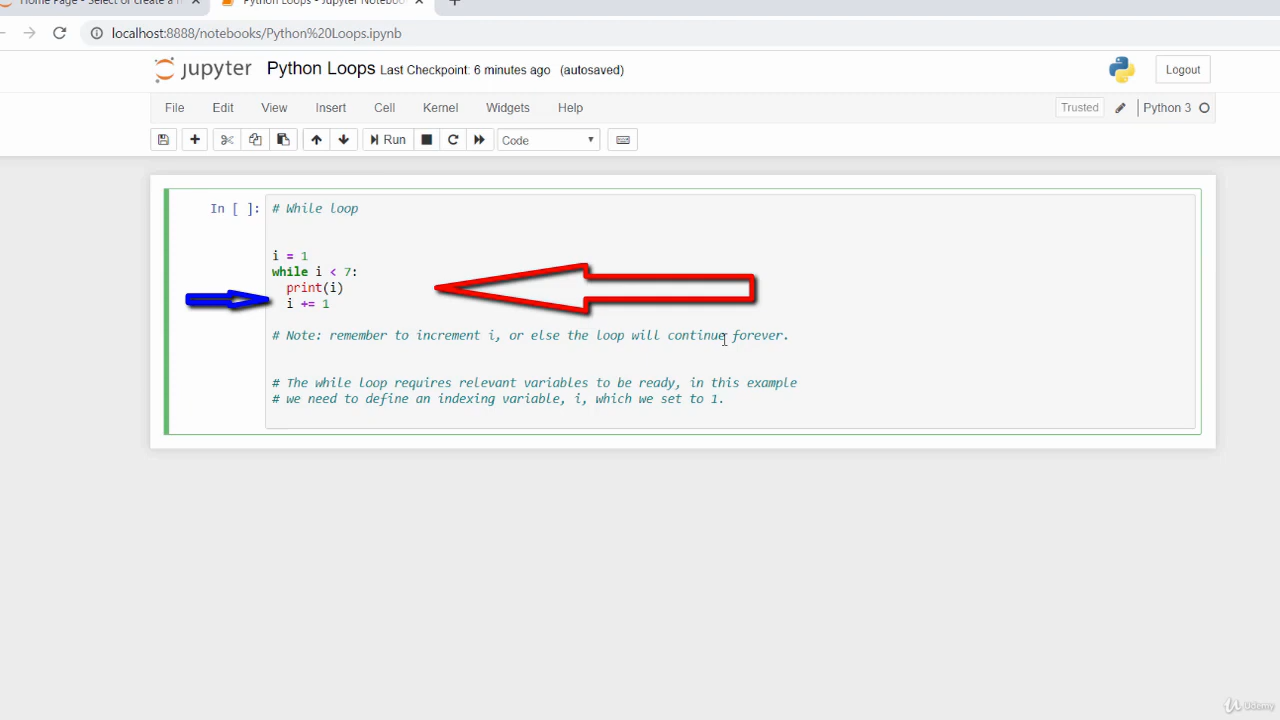 Home Page - Select or create a n
Python Loops - Jupyter Noteboo
localhost:8888/notebooks/Python%20Loops.ipynb
jupyter Python Loops Last Checkpoint: 6 minutes ago (autosaved) Logout
File Edit View Insert Cell Kernel Widgets Help Trusted Python 3
Run Code
In [ ]: # While loop
i = 1
while i < 7:
print(i)
i += 1
# Note: remember to increment i, or else the loop will continue forever.
# The while loop requires relevant variables to be ready, in this example
# we need to define an indexing variable, i, which we set to 1.
Udemy